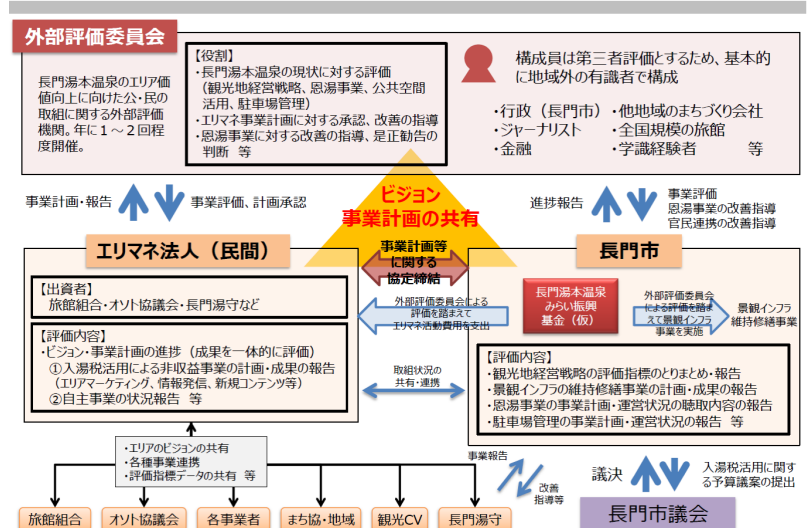 外部評価委員会
長門湯本温泉のエリア価
値向上に向けた公・民の
取組に関する外部評価
機関。年に１～２回程
度開催。
【役割】
・長門湯本温泉の現状に対する評価
（観光地経営戦略、恩湯事業、公共空間
活用、駐車場管理）
・エリマネ事業計画に対する承認、改善の指導
・恩湯事業に対する改善の指導、是正勧告の
判断 等
構成員は第三者評価とするため、基本的
に地域外の有識者で構成
・行政（長門市）
・ジャーナリスト
・金融
・他地域のまちづくり会社
・全国規模の旅館
・学識経験者 等
事業計画・報告
事業評価、計画承認
ビジョン
事業計画の共有
進捗報告
事業評価
恩湯事業の改善指導
官民連携の改善指導
エリマネ法人（民間）
【出資者】
旅館組合・オソト協議会・長門湯守など
【評価内容】
・ビジョン・事業計画の進捗（成果を一体的に評価）
①入湯税活用による非収益事業の計画・成果の報告
（エリアマーケティング、情報発信、新規コンテンツ等）
②自主事業の状況報告 等
事業計画等
に関する
協定締結
外部評価委員会による
評価を踏まえて
エリマネ活動費用を支出
取組状況の
共有・連携
長門市
長門湯本温泉
みらい振興
基金（仮）
外部評価委員会
による評価を踏ま
えて景観インフラ
事業を実施
景観インフラ
維持修繕事業
【評価内容】
・観光地経営戦略の評価指標のとりまとめ・報告
・景観インフラの維持修繕事業の計画・成果の報告
・恩湯事業の事業計画・運営状況の聴取内容の報告
・駐車場管理の事業計画・運営状況の報告 等
・エリアのビジョンの共有
・各種事業連携
・評価指標データの共有 等
事業報告
改善
指導等
議決
入湯税活用に関す
る予算議案の提出
旅館組合
オソト協議会
各事業者
まち協・地域
観光CV
長門湯守
長門市議会